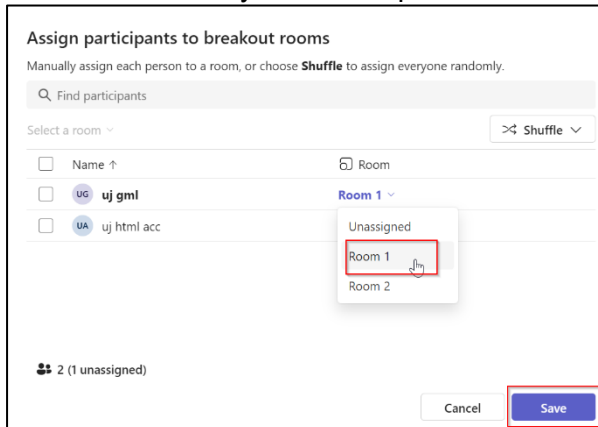 Assign participants to breakout rooms
Manually assign each person to a room, or choose Shuffle to assign everyone randomly.
Find participants
Select a room
Shuffle
Name ↑ Room
UG uj gml Room 1
UA uj html acc
Unassigned
Room 1
Room 2
2 (1 unassigned)
Cancel Save